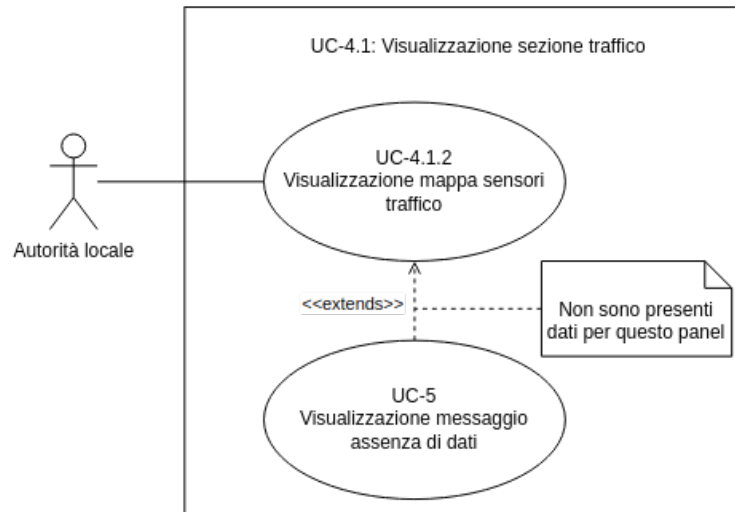 UC-4.1: Visualizzazione sezione traffico
UC-4.1.2
Visualizzazione mappa sensori
traffico
Autorità locale
<<extends>>
Non sono presenti
dati per questo panel
UC-5
Visualizzazione messaggio
assenza di dati